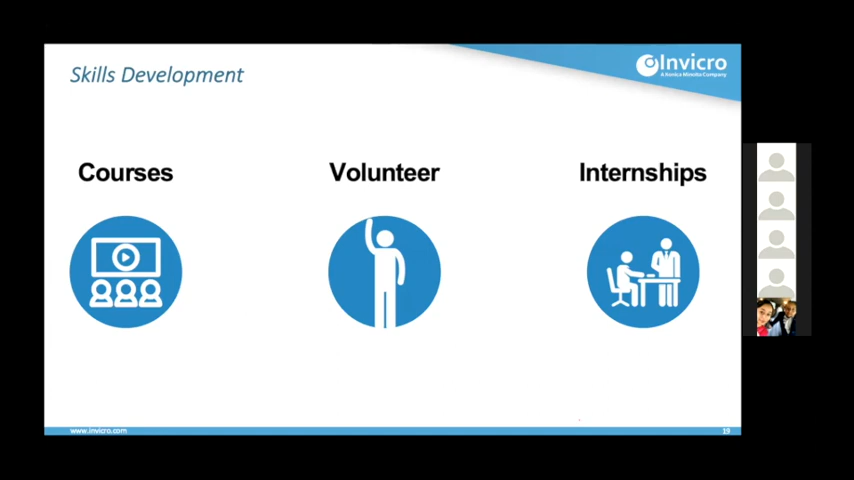 Skills Development
Invicro
A Konica Minolta Company
Courses
Volunteer
Internships
www.invicro.com
19